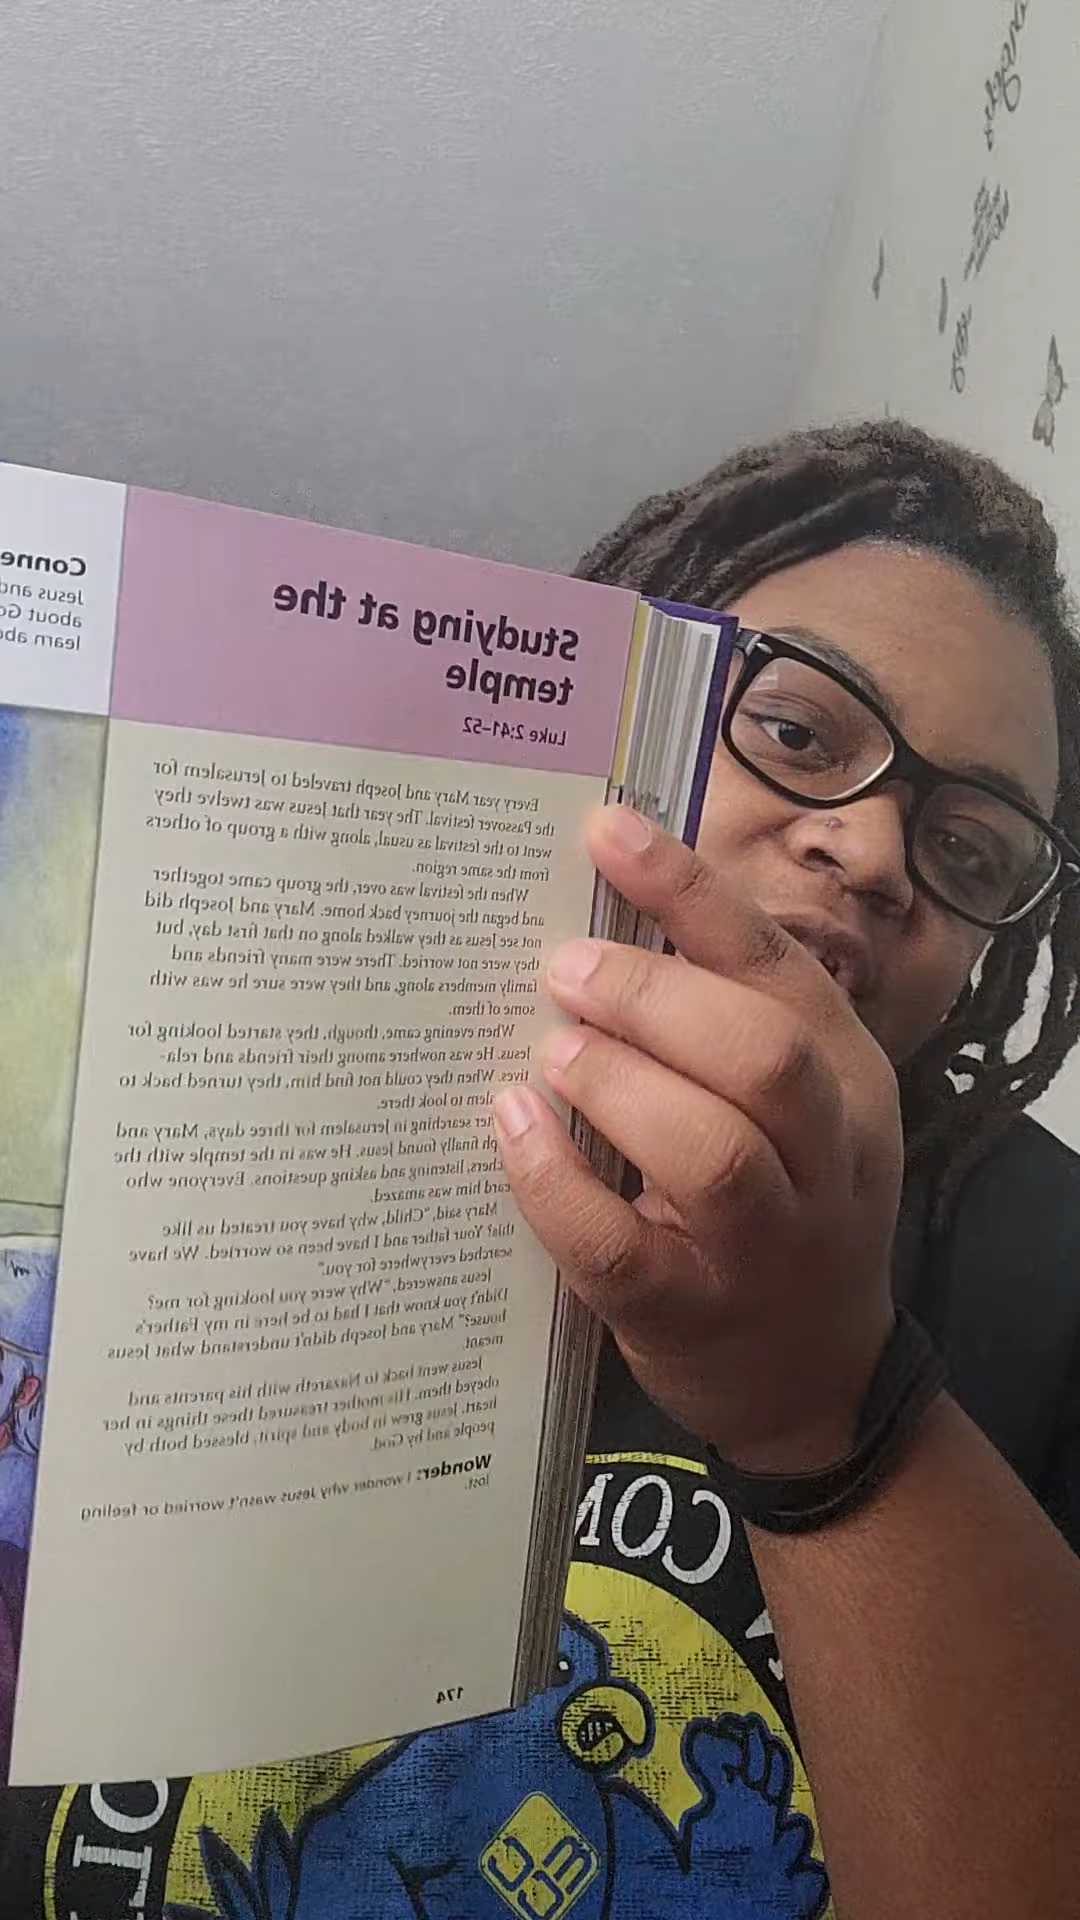 Studying at the
temple
Luke 2:41–52
Every year Mary and Joseph traveled to Jerusalem for
the Passover festival. The year that Jesus was twelve they
went to the festival as usual, along with a group of others
from the same region.
When the festival was over, the group came together
and began the journey back home. Mary and Joseph did
not see Jesus as they walked along on that first day, but
they were not worried. There were many friends and
family members along, and they were sure he was with
some of them.
When evening came, though, they started looking for
Jesus. He was nowhere among their friends and rela-
tives. When they could not find him, they turned back to
alem to look there.
ter searching in Jerusalem for three days, Mary and
ph finally found Jesus. He was in the temple with the
chers, listening and asking questions. Everyone who
eard him was amazed.
Mary said, “Child, why have you treated us like
this? Your father and I have been so worried. We have
searched everywhere for you.”
Jesus answered, “Why were you looking for me?
Didn’t you know that I had to be here in my Father’s
house?” Mary and Joseph didn’t understand what Jesus
meant.
Jesus went back to Nazareth with his parents and
obeyed them. His mother treasured these things in her
heart. Jesus grew in body and spirit, blessed both by
people and by God.
Wonder: I wonder why Jesus wasn’t worried or feeling
lost.
174
Conne
Jesus and
about Go
learn abo
COM